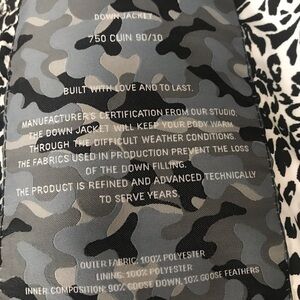 DOWNJACKET
750 CUIN 90/10
BUILT WITH LOVE AND TO LAST.
MANUFACTURER'S CERTIFICATION FROM OUR STUDIO.
THE DOWN JACKET WILL KEEP YOUR BODY WARM,
THROUGH THE DIFFICULT WEATHER CONDITIONS.
THE FABRICS USED IN PRODUCTION PREVENT THE LOSS
OF THE DOWN FILLING.
THE PRODUCT IS REFINED AND ADVANCED TECHNICALLY
TO SERVE YEARS.
OUTER FABRIC: 100% POLYESTER
LINING: 100% POLYESTER
INNER COMPOSITION: 90% GOOSE DOWN, 10% GOOSE FEATHERS